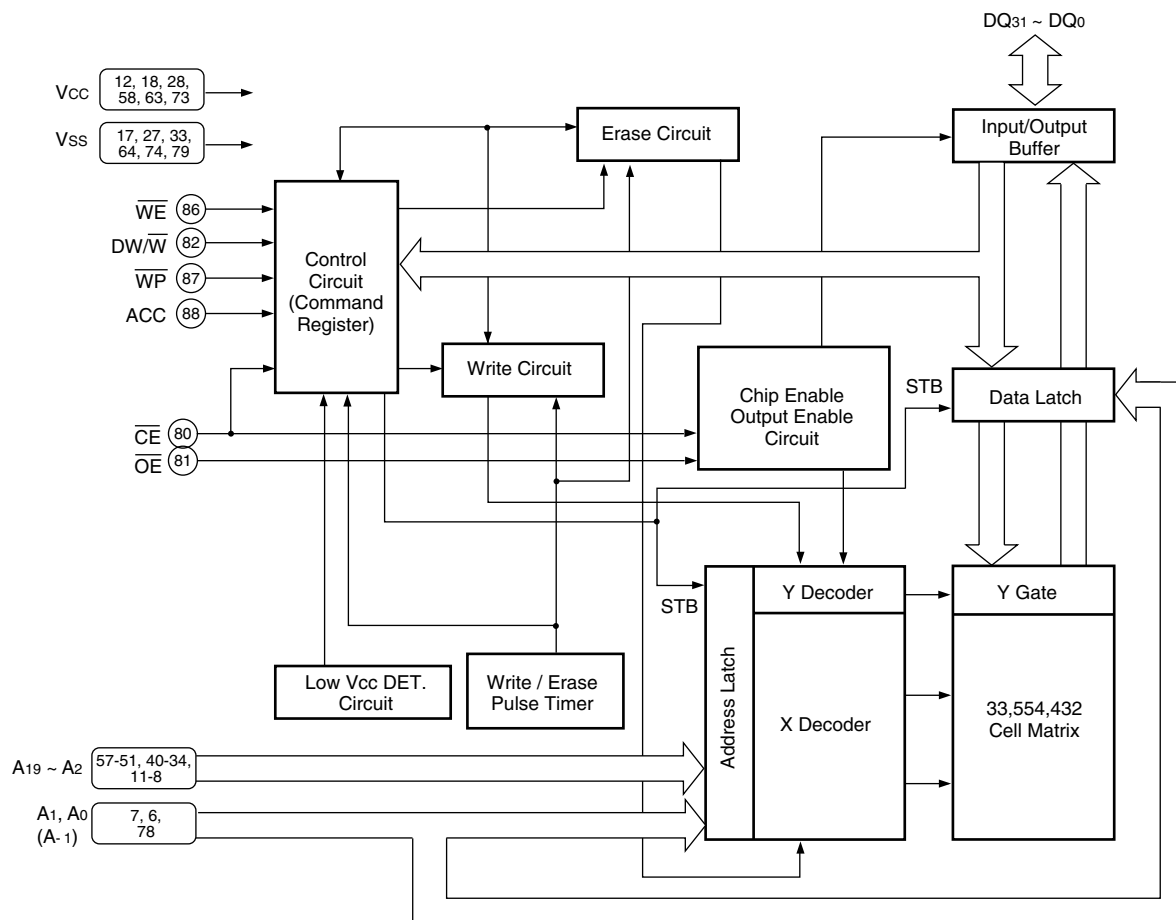 DQ31 ~ DQ0
VCC
12, 18, 28,
58, 63, 73
VSS
17, 27, 33,
64, 74, 79
Erase Circuit
Input/Output
Buffer
WE
86
DW/W
82
WP
87
ACC
88
Control
Circuit
(Command
Register)
Write Circuit
Chip Enable
Output Enable
Circuit
STB
Data Latch
CE
80
OE
81
STB
Address Latch
Y Decoder
Y Gate
Low Vcc DET.
Circuit
Write / Erase
Pulse Timer
X Decoder
33,554,432
Cell Matrix
A19 ~ A2
57-51, 40-34,
11-8
A1, A0
(A-1)
7, 6,
78